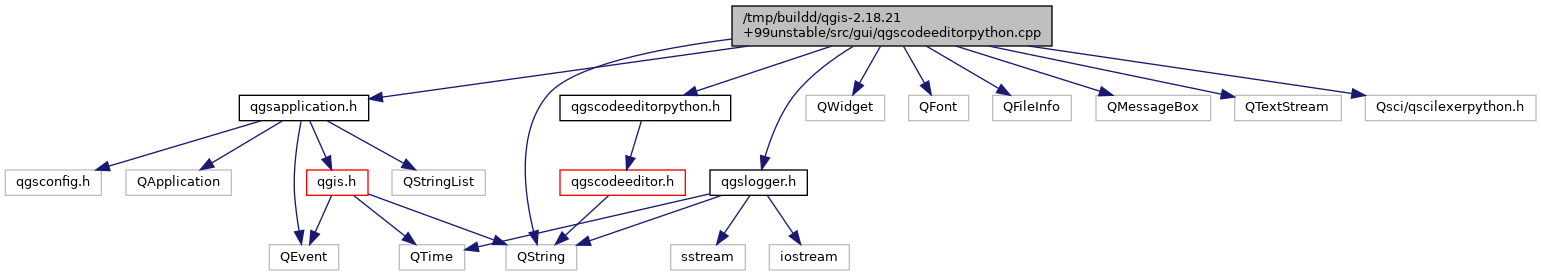 /tmp/buildd/qgis-2.18.21
+99unstable/src/gui/qgscodeeditorpython.cpp
qgsapplication.h
qgscodeeditorpython.h
QWidget
QFont
QFileInfo
QMessageBox
QTextStream
Qsci/qscilexerpython.h
qgsconfig.h
QApplication
qgis.h
QStringList
qgscodeeditor.h
qgslogger.h
QEvent
QTime
QString
sstream
iostream